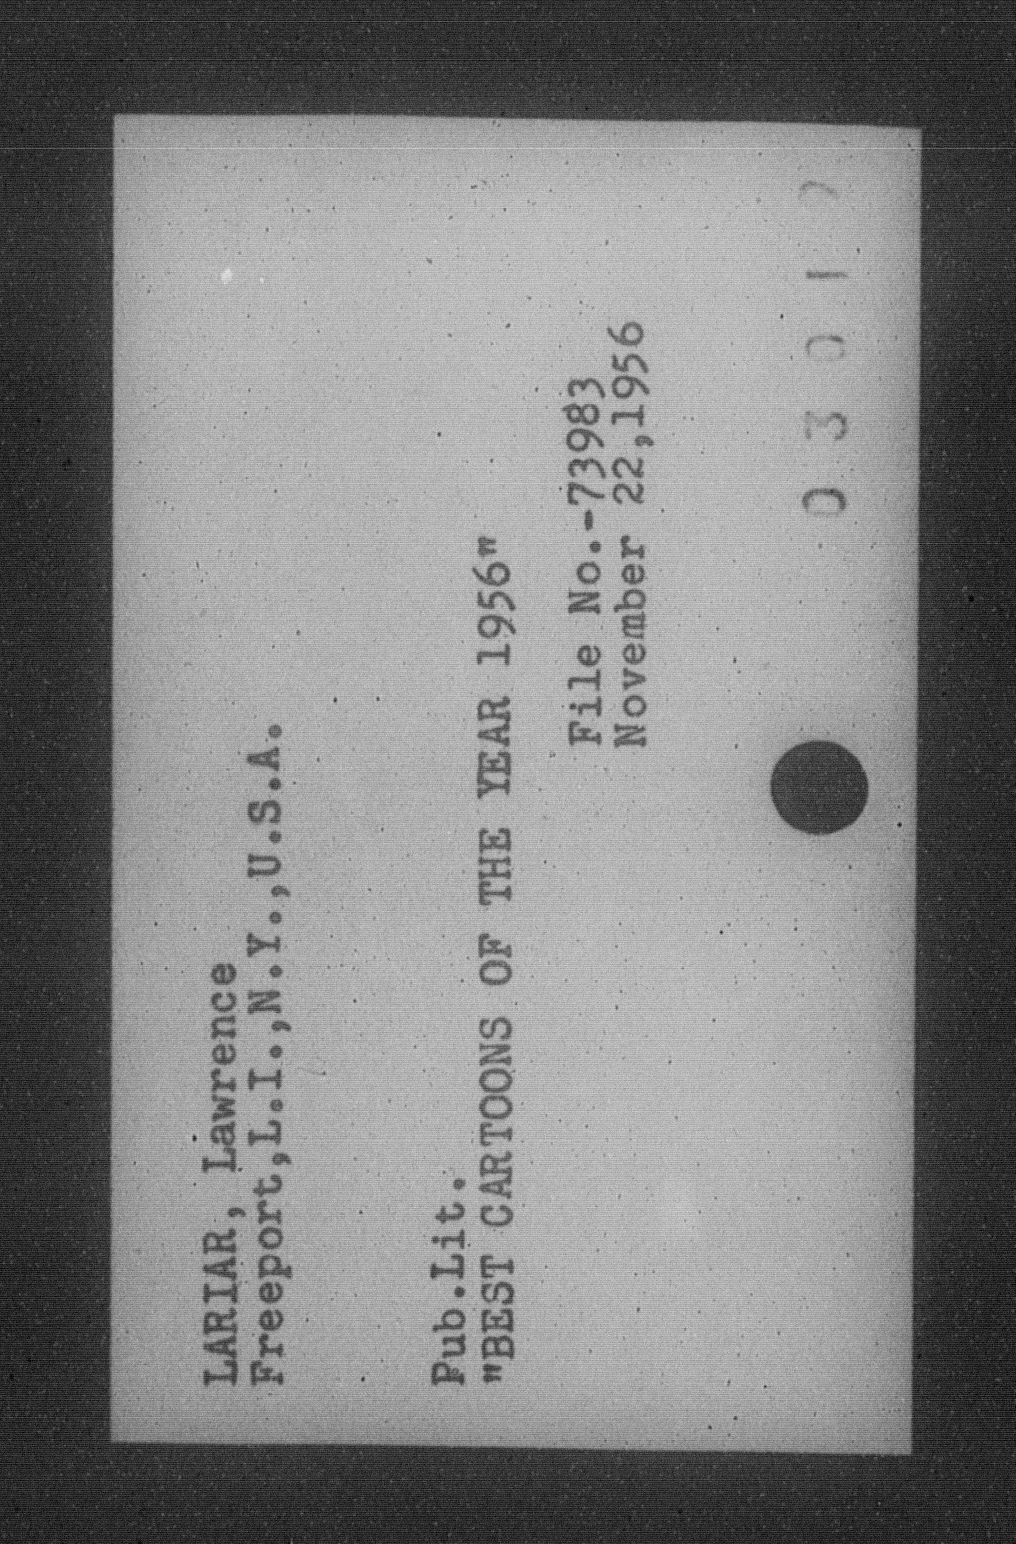 LARIAR, Lawrence
Freeport,L.I.,N.Y.,U.S.A.
Pub.Lit.
"BEST CARTOONS OF THE YEAR 1956"
File No.-73983
November 22,1956